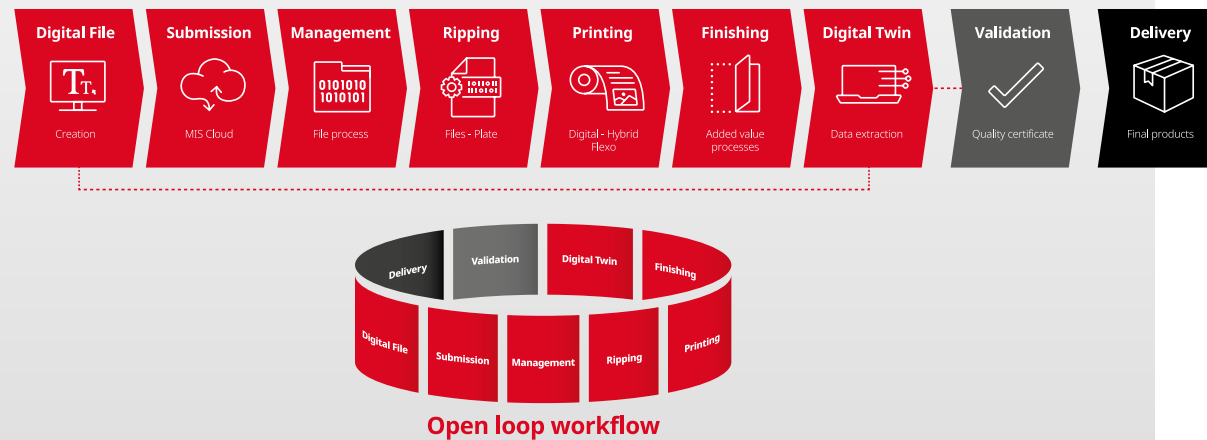 Digital File
Submission
Management
Ripping
Printing
Finishing
Digital Twin
Validation
Delivery
TT
0101010
1010101
Creation
MIS Cloud
File process
Files - Plate
Digital - Hybrid
Flexo
Added value
processes
Data extraction
Quality certificate
Final products
Delivery
Validation
Digital Twin
Finishing
Digital File
Submission
Management
Ripping
Printing
Open loop workflow